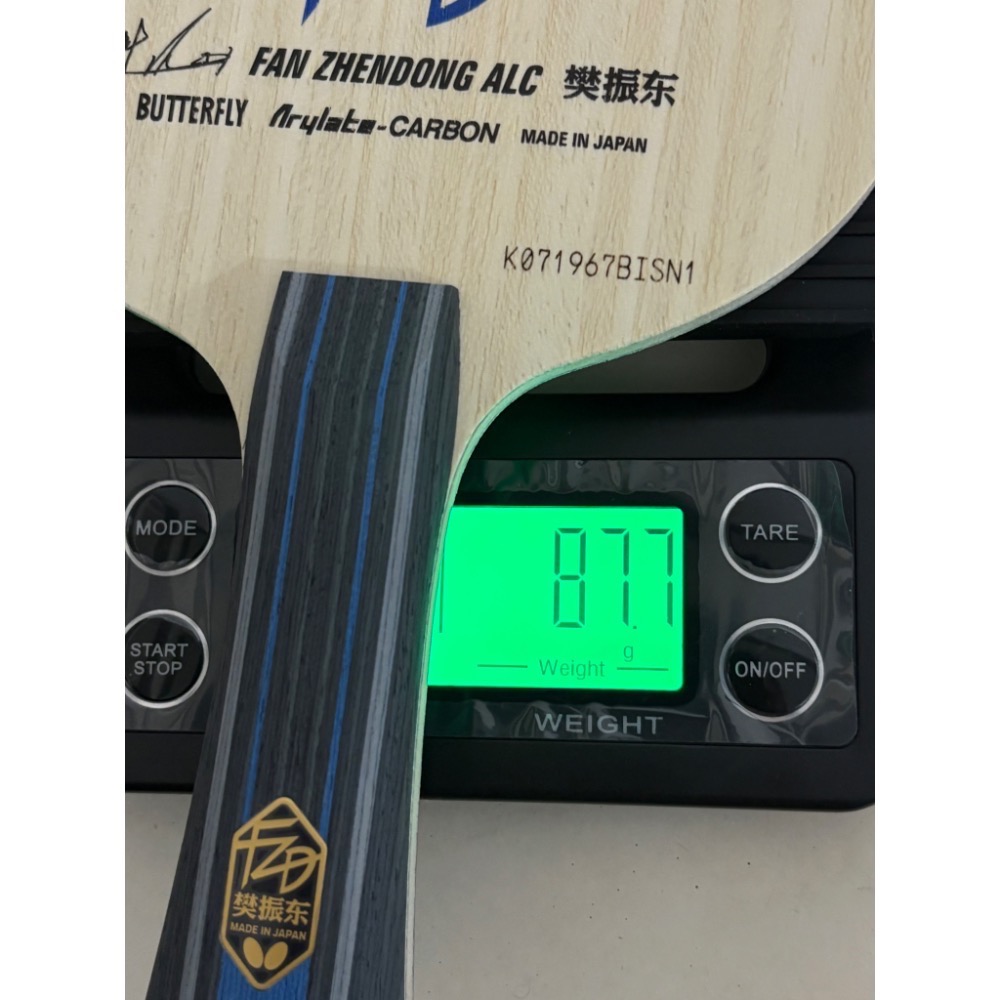 FAN ZHENDONG ALC 樊振东
BUTTERFLY Arylate-CARBON MADE IN JAPAN
K071967BISN1
MODE
START
STOP
87.7
g
Weight
WEIGHT
TARE
ON/OFF
FZD
樊振东
MADE IN JAPAN